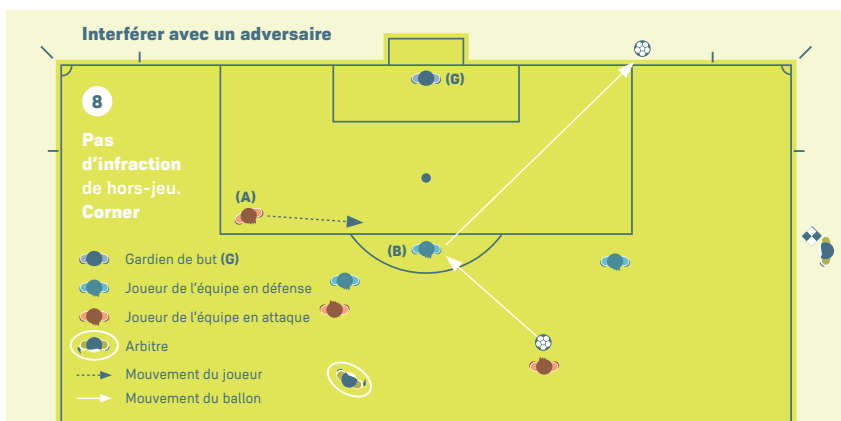 Interférer avec un adversaire
(G)
8
Pas
d'infraction
de hors-jeu.
Corner
(A)
(B)
Gardien de but (G)
Joueur de l'équipe en défense
Joueur de l'équipe en attaque
Arbitre
Mouvement du joueur
Mouvement du ballon